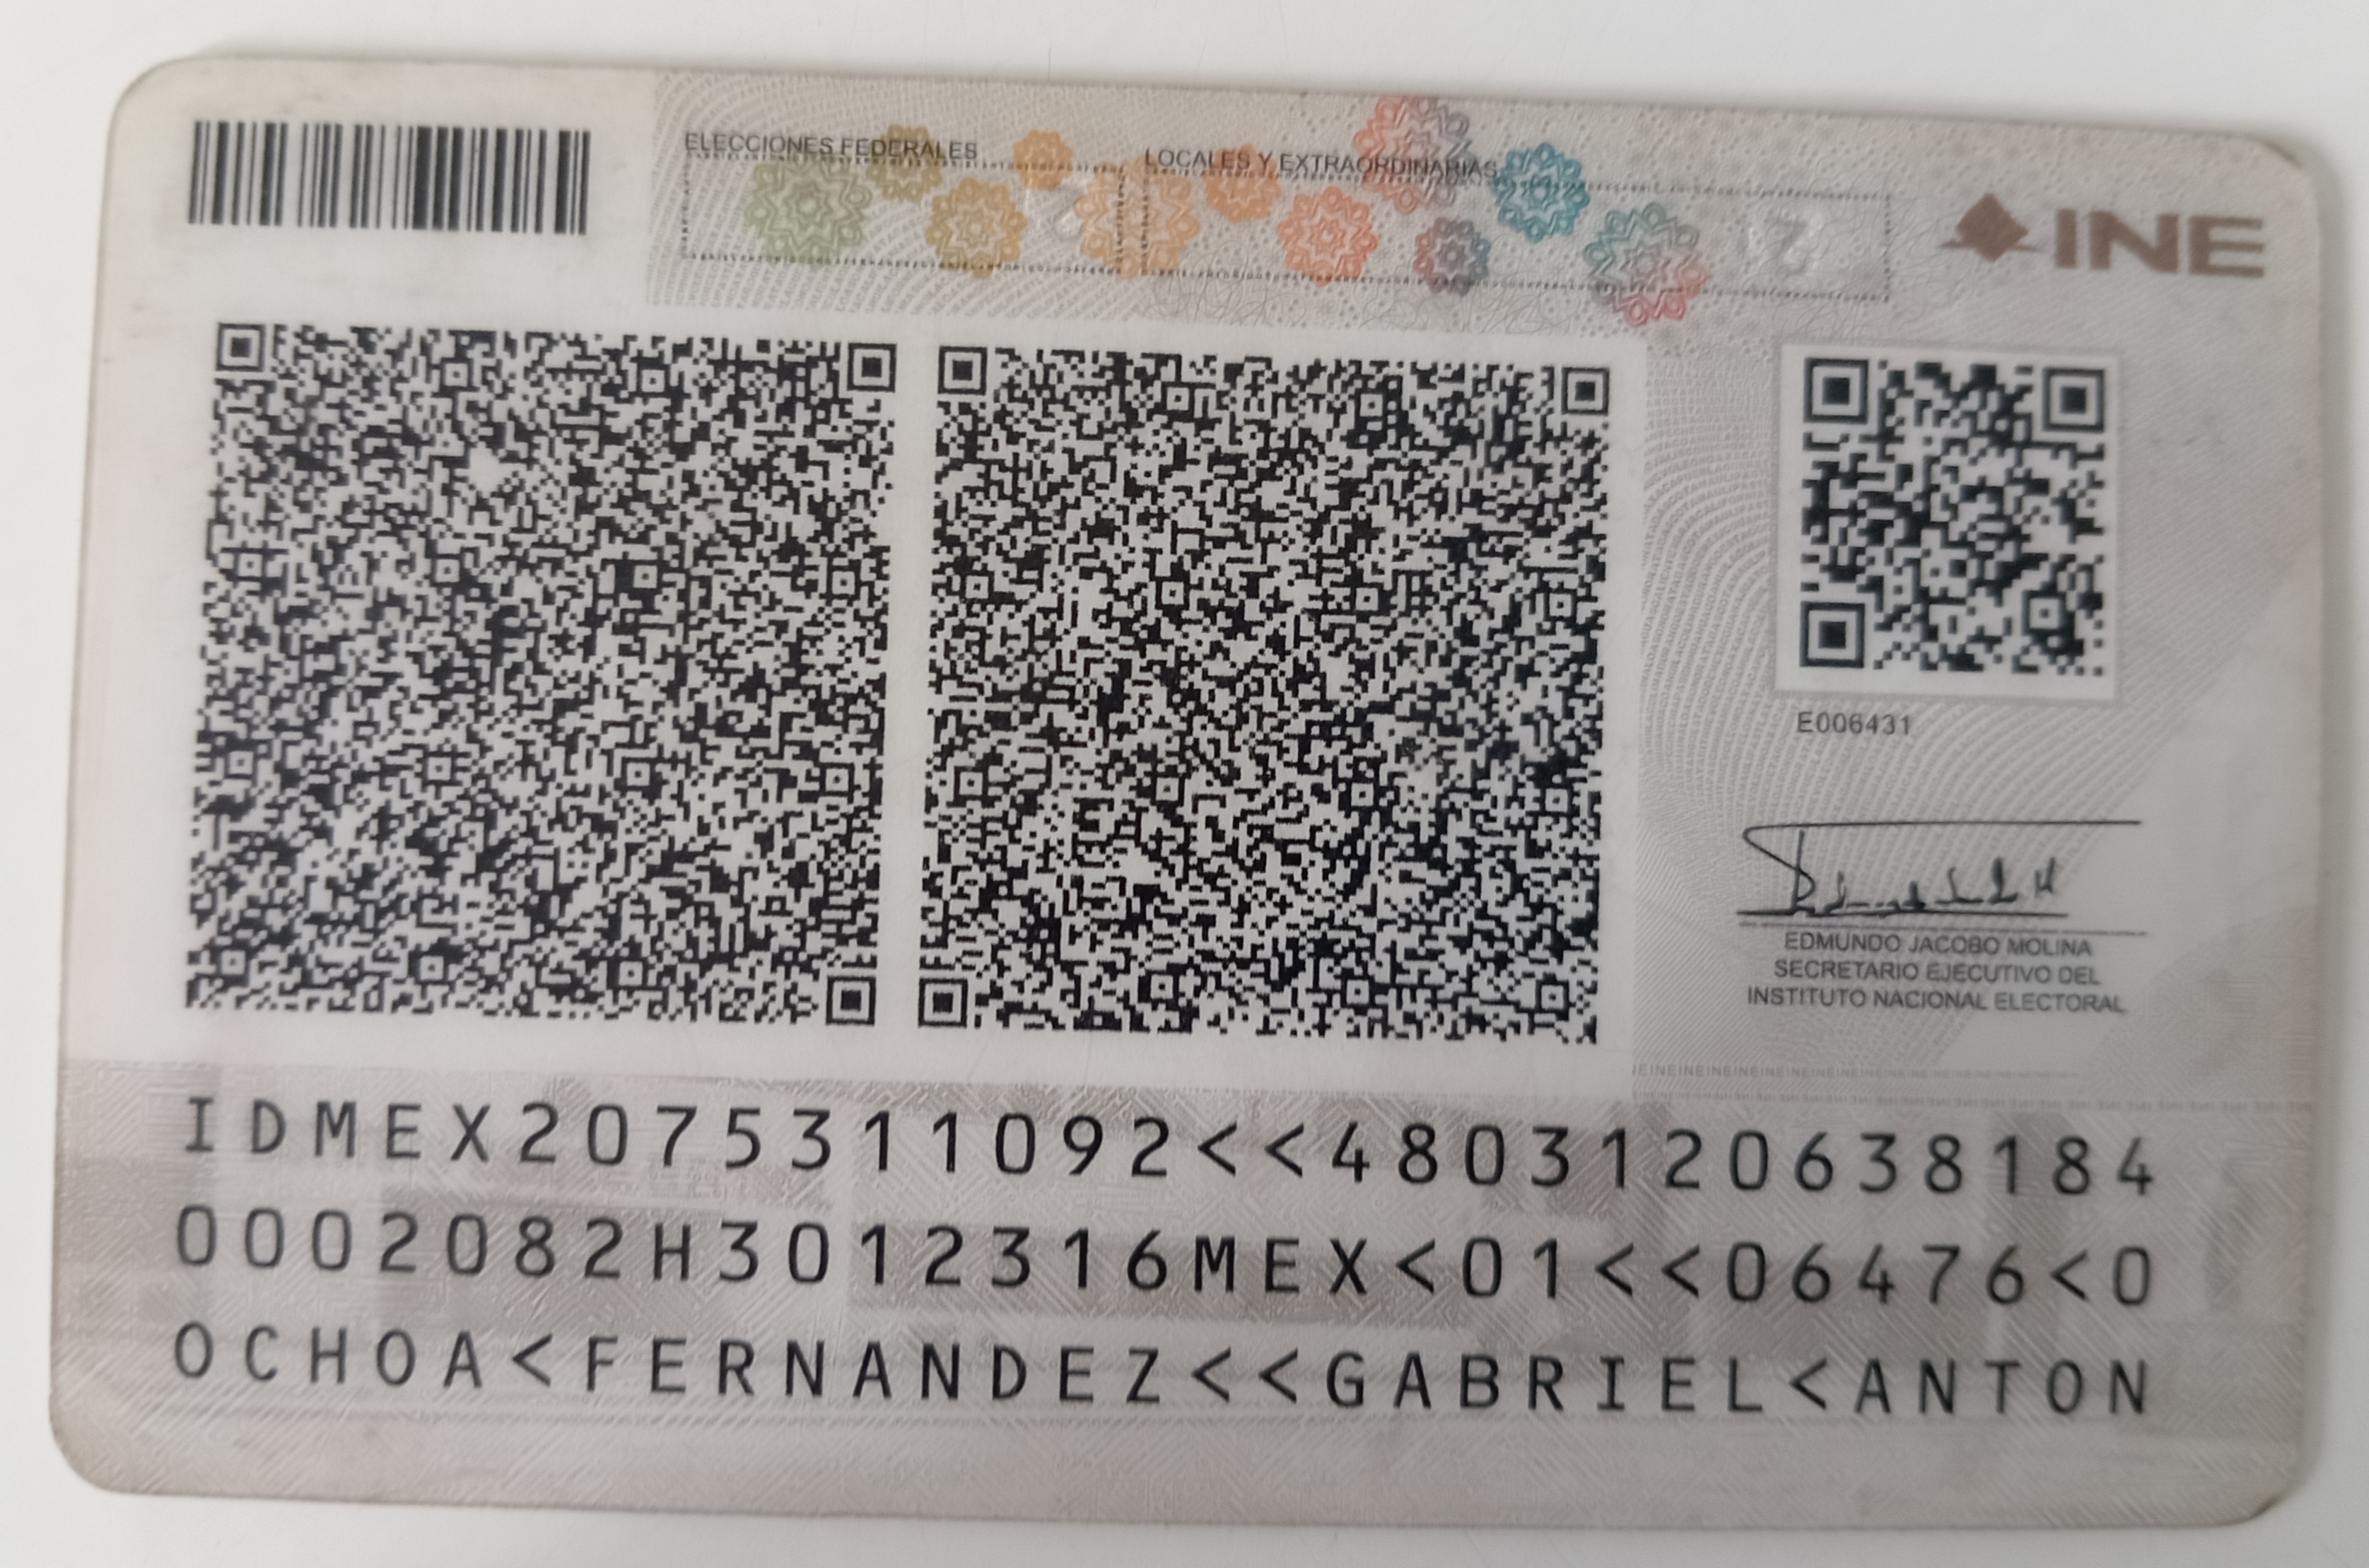 ELECCIONES FEDERALES
LOCALES Y EXTRAORDINARIAS
INE
E006431
EDMUNDO JACOBO MOLINA
SECRETARIO EJECUTIVO DEL
INSTITUTO NACIONAL ELECTORAL
IDMEX2075311092<<4803120638184
0002082H3012316MEX<01<<06476<0
OCHOA<FERNANDEZ<<GABRIEL<ANTON